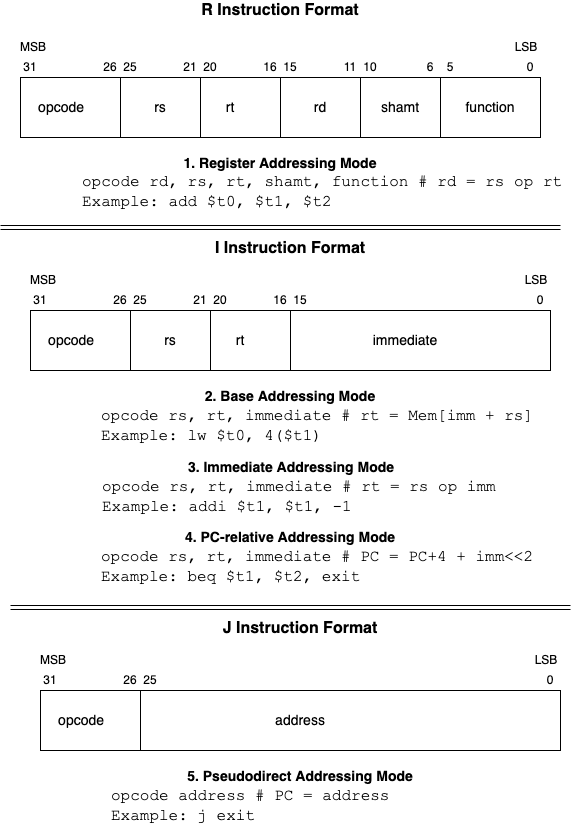 R Instruction Format
MSB LSB
31 26 25 21 20 16 15 11 10 6 5 0
opcode rs rt rd shamt function
1. Register Addressing Mode
opcode rd, rs, rt, shamt, function # rd = rs op rt
Example: add $t0, $t1, $t2
I Instruction Format
MSB LSB
31 26 25 21 20 16 15 0
opcode rs rt immediate
2. Base Addressing Mode
opcode rs, rt, immediate # rt = Mem[imm + rs]
Example: lw $t0, 4($t1)
3. Immediate Addressing Mode
opcode rs, rt, immediate # rt = rs op imm
Example: addi $t1, $t1, -1
4. PC-relative Addressing Mode
opcode rs, rt, immediate # PC = PC+4 + imm<<2
Example: beq $t1, $t2, exit
J Instruction Format
MSB LSB
31 26 25 0
opcode address
5. Pseudodirect Addressing Mode
opcode address # PC = address
Example: j exit